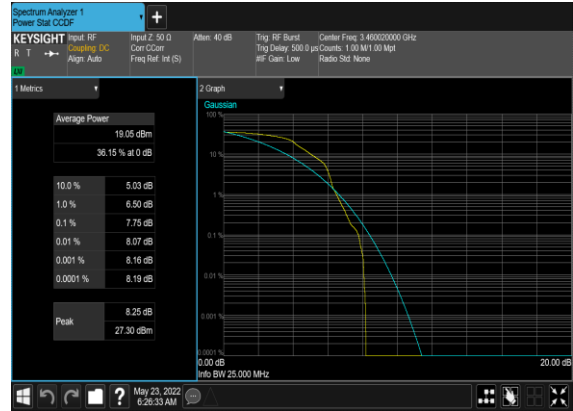 Spectrum Analyzer 1
Power Stat CCDF
KEYSIGHT
R T
LM
Input: RF
Coupling: DC
Align: Auto
Input Z: 50 Ω
Corr CCorr
Freq Ref: Int (S)
Atten: 40 dB
Trig: RF Burst
Trig Delay: 500.0 µs
#IF Gain: Low
Center Freq: 3.460020000 GHz
Counts: 1.00 M/1.00 Mpt
Radio Std: None
1 Metrics
Average Power
19.05 dBm
36.15 % at 0 dB
10.0 % 5.03 dB
1.0 % 6.50 dB
0.1 % 7.75 dB
0.01 % 8.07 dB
0.001 % 8.16 dB
0.0001 % 8.19 dB
Peak 8.25 dB
27.30 dBm
2 Graph
Gaussian
100 %
10 %
1 %
0.1 %
0.01 %
0.001 %
0.0001 %
0.00 dB 20.00 dB
Info BW 25.000 MHz
?
May 23, 2022
6:26:33 AM